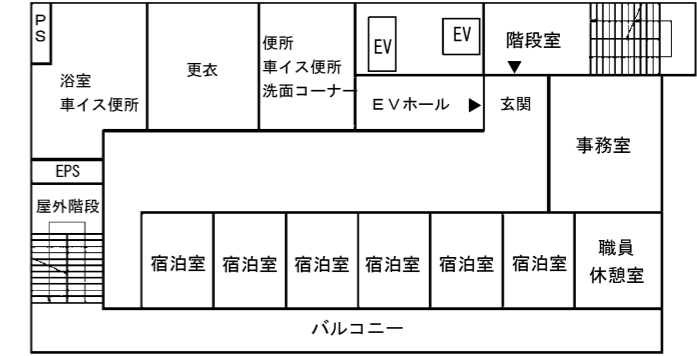 PS
浴室
車イス便所
更衣
便所
車イス便所
洗面コーナー
EV
EV
階段室
EVホール
玄関
事務室
EPS
屋外階段
宿泊室
宿泊室
宿泊室
宿泊室
宿泊室
宿泊室
職員
休憩室
バルコニー